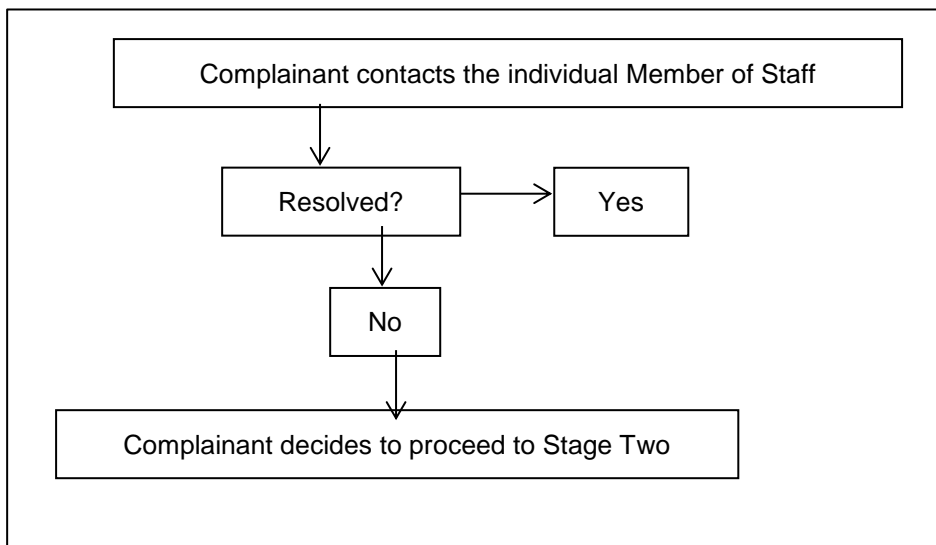 Complainant contacts the individual Member of Staff
Resolved?
Yes
No
Complainant decides to proceed to Stage Two